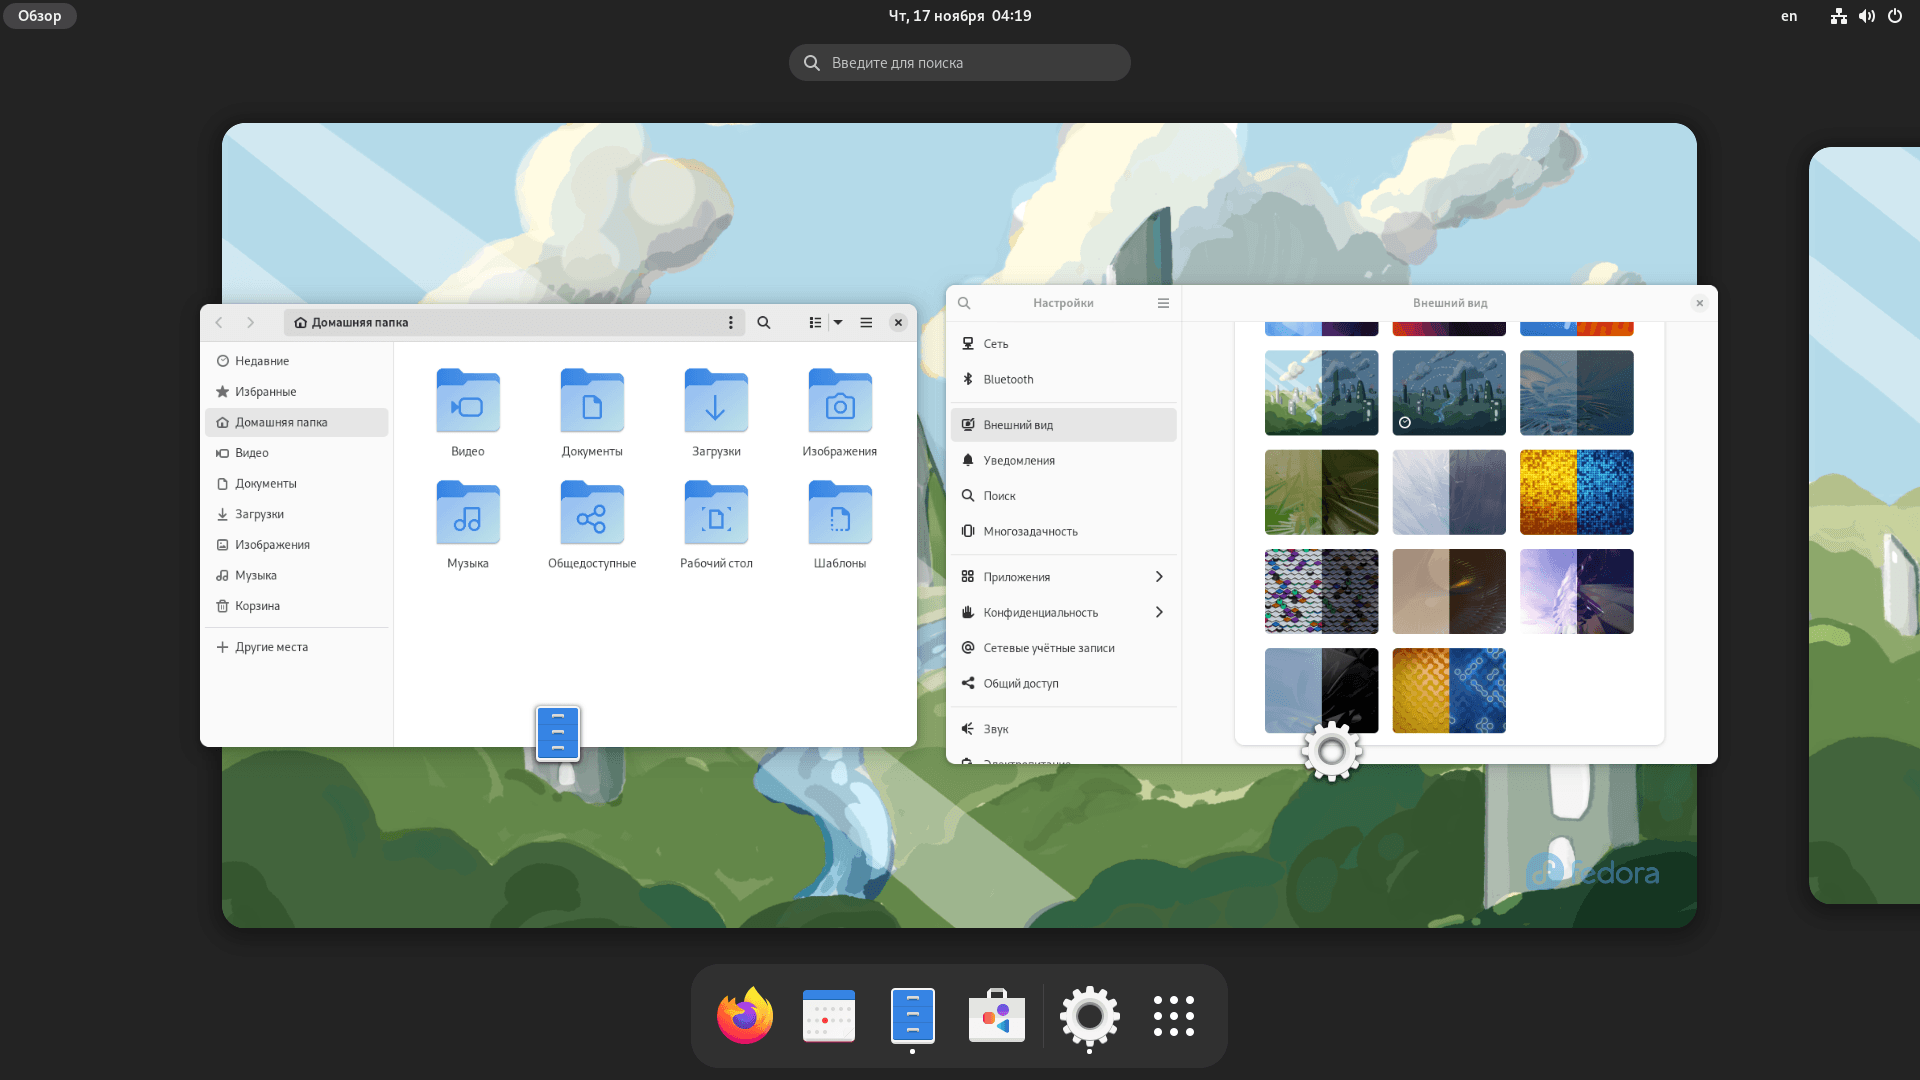 Обзор
Чт, 17 ноября 04:19
en
Введите для поиска
Домашняя папка
Недавние
Избранные
Домашняя папка
Видео
Документы
Загрузки
Изображения
Музыка
Корзина
Другие места
Видео
Документы
Загрузки
Изображения
Музыка
Общедоступные
Рабочий стол
Шаблоны
Настройки
Внешний вид
Сеть
Bluetooth
Внешний вид
Уведомления
Поиск
Многозадачность
Приложения
Конфиденциальность
Сетевые учётные записи
Общий доступ
Звук
Электропитание
fedora